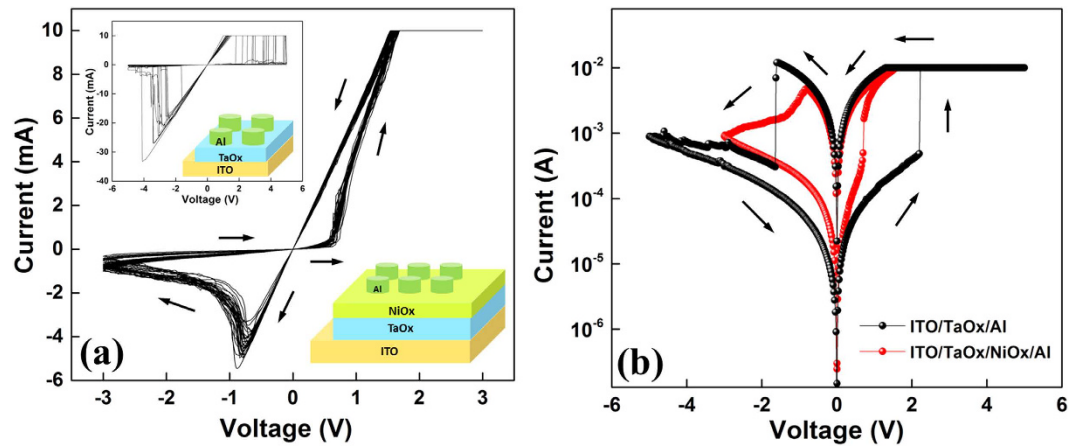 10
8
6
4
2
0
-2
-4
-6
Current (mA)
-3
-2
-1
0
1
2
3
Voltage (V)
(a)
10
0
-10
-20
-30
-40
Current (mA)
-6
-4
-2
0
2
4
6
Voltage (V)
Al
TaOx
ITO
Al
NiOx
TaOx
ITO
10⁻²
10⁻³
10⁻⁴
10⁻⁵
10⁻⁶
Current (A)
-6
-4
-2
0
2
4
6
Voltage (V)
(b)
ITO/TaOx/Al
ITO/TaOx/NiOx/Al